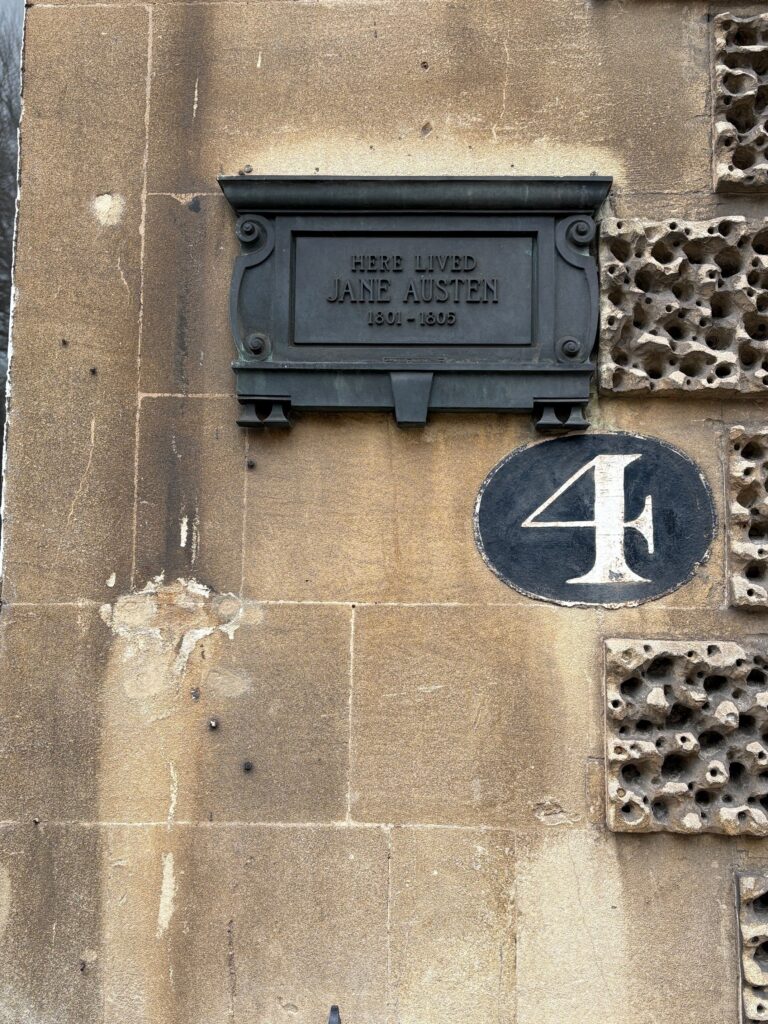 HERE LIVED
JANE AUSTEN
1801 - 1805
4